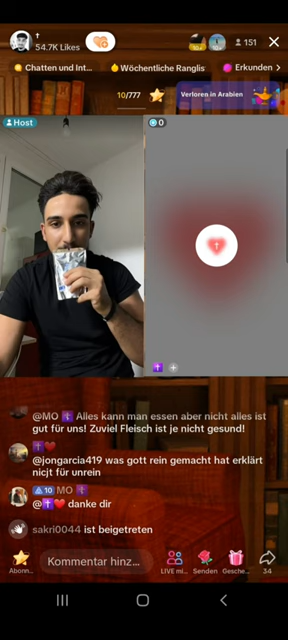 ✝
54.7K Likes
151
Chatten und Int...
Wöchentliche Ranglis
Erkunden >
10/777
Verloren in Arabien
Host
0
@MO ✝ Alles kann man essen aber nicht alles ist
gut für uns! Zuviel Fleisch ist je nicht gesund!
✝❤
@jongarcia419 was gott rein gemacht hat erklärt
nicjt für unrein
10 MO ✝
@✝❤ danke dir
sakri0044 ist beigetreten
Kommentar hinz...
Abonn..
LIVE mi...
Senden
Gesche...
34